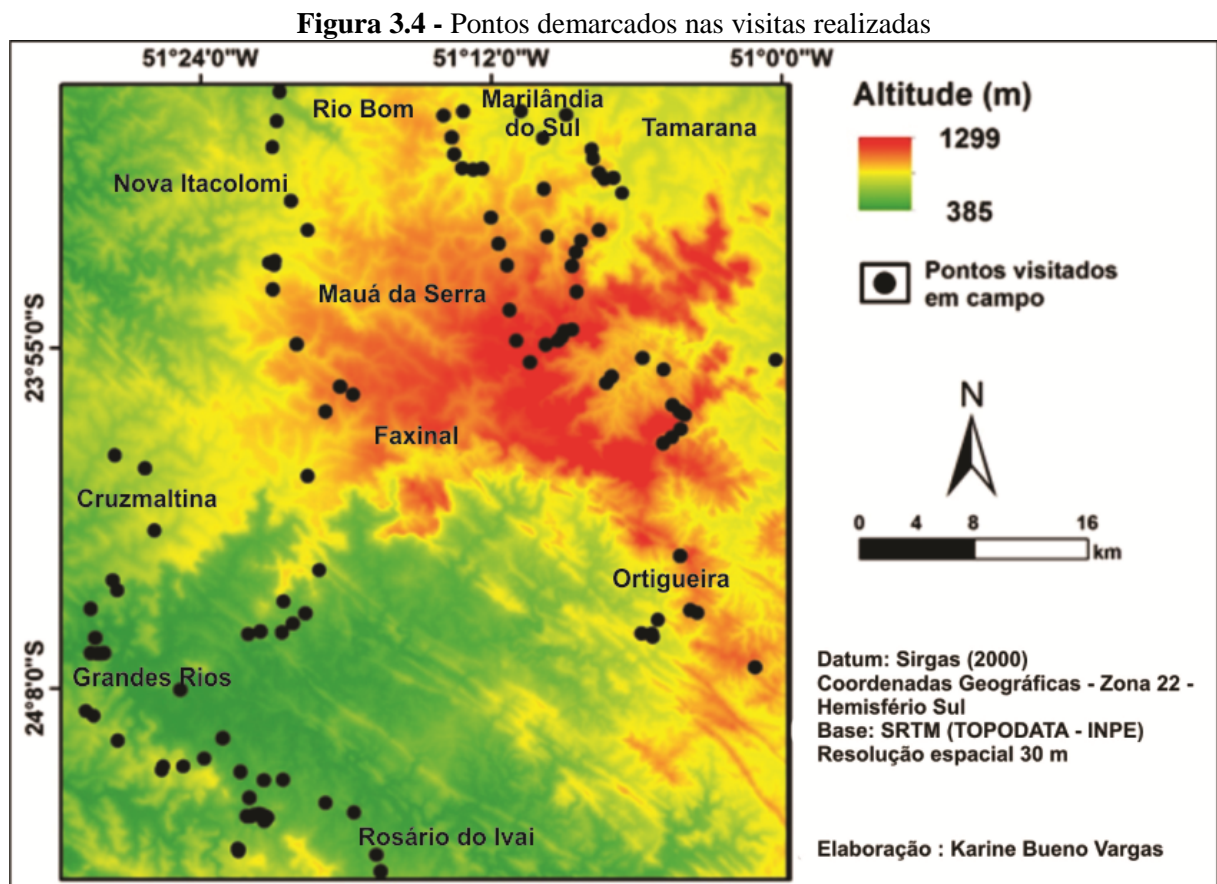 Figura 3.4 - Pontos demarcados nas visitas realizadas
51°24'0"W
51°12'0"W
51°0'0"W
Rio Bom
Marilândia
do Sul
Tamarana
Nova Itacolomi
Mauá da Serra
23°55'0"S
Faxinal
Cruzmaltina
Ortigueira
Grandes Rios
24°8'0"S
Rosário do Ivai
Altitude (m)
1299
385
Pontos visitados
em campo
N
0 4 8 16
km
Datum: Sirgas (2000)
Coordenadas Geográficas - Zona 22 -
Hemisfério Sul
Base: SRTM (TOPODATA - INPE)
Resolução espacial 30 m
Elaboração : Karine Bueno Vargas